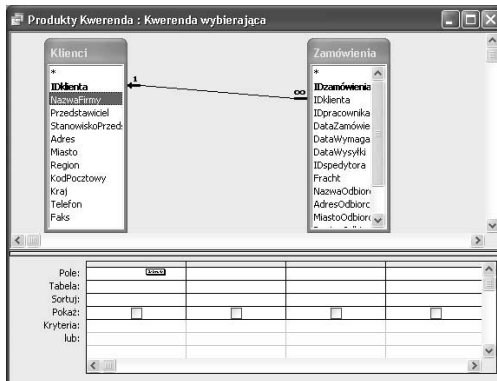 Produkty Kwerenda : Kwerenda wybierająca
Klienci
*
IDklienta
NazwaFirmy
Przedstawiciel
StanowiskoPrzed
Adres
Miasto
Region
KodPocztowy
Kraj
Telefon
Faks
1
∞
Zamówienia
*
IDzamówienia
IDklienta
IDpracownika
DataZamówie
DataWymaga
DataWysyłki
IDspedytora
Fracht
NazwaOdbior
AdresOdbiorc
MiastoOdbiorc
Pole:
Tabela:
Sortuj:
Pokaż:
Kryteria:
lub: